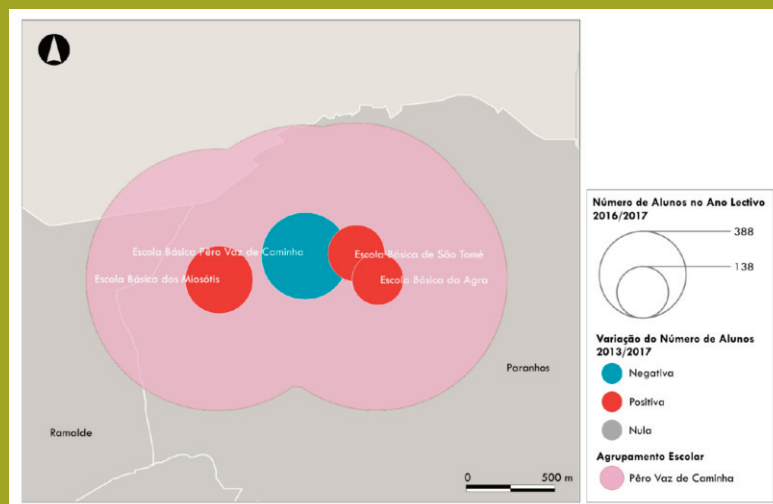 Escola Básica Pêro Vaz de Caminha
Escola Básica de São Tomé
Escola Básica dos Miosótis
Escola Básica da Agra
Paranhos
Ramalde
0 500 m
Número de Alunos no Ano Lectivo
2016/2017
388
138
Variação do Número de Alunos
2013/2017
Negativa
Positiva
Nula
Agrupamento Escolar
Pêro Vaz de Caminha